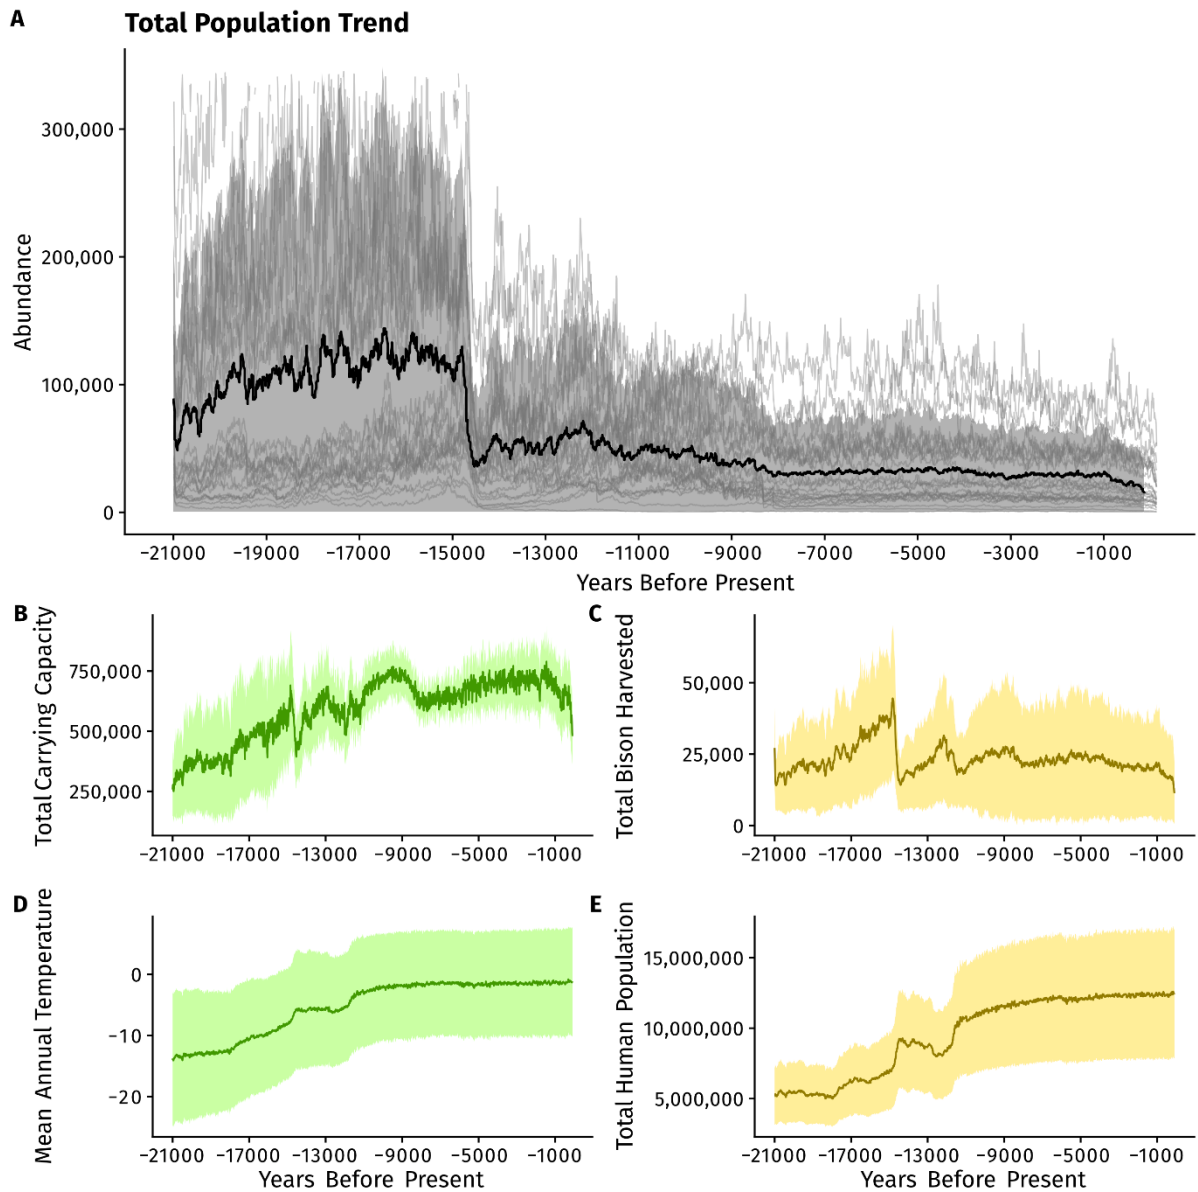 A
Total Population Trend
Abundance
300,000
200,000
100,000
0
−21000 −19000 −17000 −15000 −13000 −11000 −9000 −7000 −5000 −3000 −1000
Years Before Present
B
Total Carrying Capacity
750,000
500,000
250,000
−21000 −17000 −13000 −9000 −5000 −1000
C
Total Bison Harvested
50,000
25,000
0
−21000 −17000 −13000 −9000 −5000 −1000
D
Mean Annual Temperature
0
−10
−20
−21000 −17000 −13000 −9000 −5000 −1000
Years Before Present
E
Total Human Population
15,000,000
10,000,000
5,000,000
−21000 −17000 −13000 −9000 −5000 −1000
Years Before Present